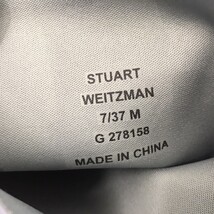 STUART
WEITZMAN
7/37 M
G 278158
MADE IN CHINA